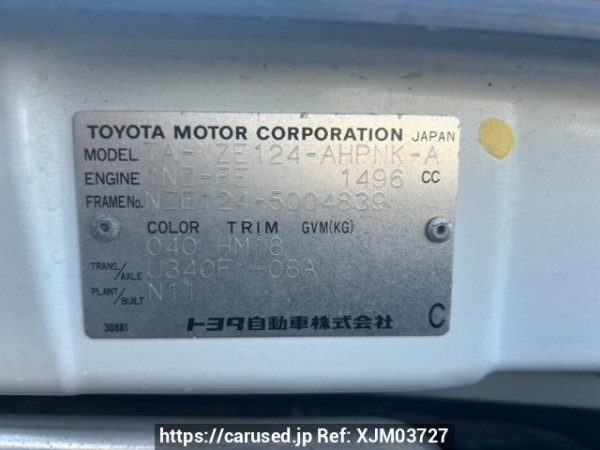 TOYOTA MOTOR CORPORATION JAPAN
MODEL TA-NZE124-AHPNK-A
ENGINE 1NZ-FE 1496 CC
FRAME No. NZE124-5004839
COLOR TRIM GVM(KG)
040 HM18
TRANS/AXLE U340F -08A
PLANT/BUILT N11
30881 トヨタ自動車株式会社 C
https://carused.jp Ref: XJM03727